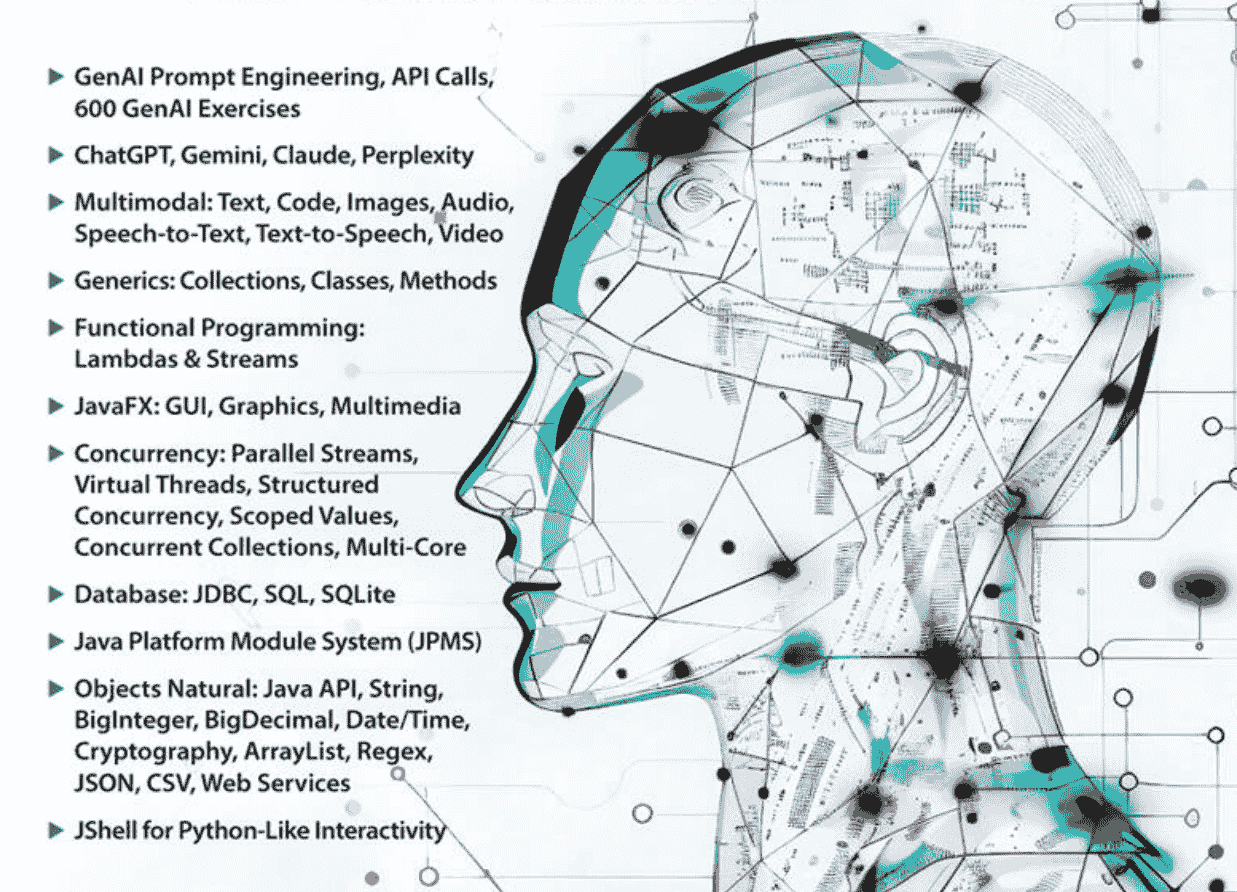 GenAI Prompt Engineering, API Calls,
600 GenAI Exercises
ChatGPT, Gemini, Claude, Perplexity
Multimodal: Text, Code, Images, Audio,
Speech-to-Text, Text-to-Speech, Video
Generics: Collections, Classes, Methods
Functional Programming:
Lambdas & Streams
JavaFX: GUI, Graphics, Multimedia
Concurrency: Parallel Streams,
Virtual Threads, Structured
Concurrency, Scoped Values,
Concurrent Collections, Multi-Core
Database: JDBC, SQL, SQLite
Java Platform Module System (JPMS)
Objects Natural: Java API, String,
BigInteger, BigDecimal, Date/Time,
Cryptography, ArrayList, Regex,
JSON, CSV, Web Services
JShell for Python-Like Interactivity